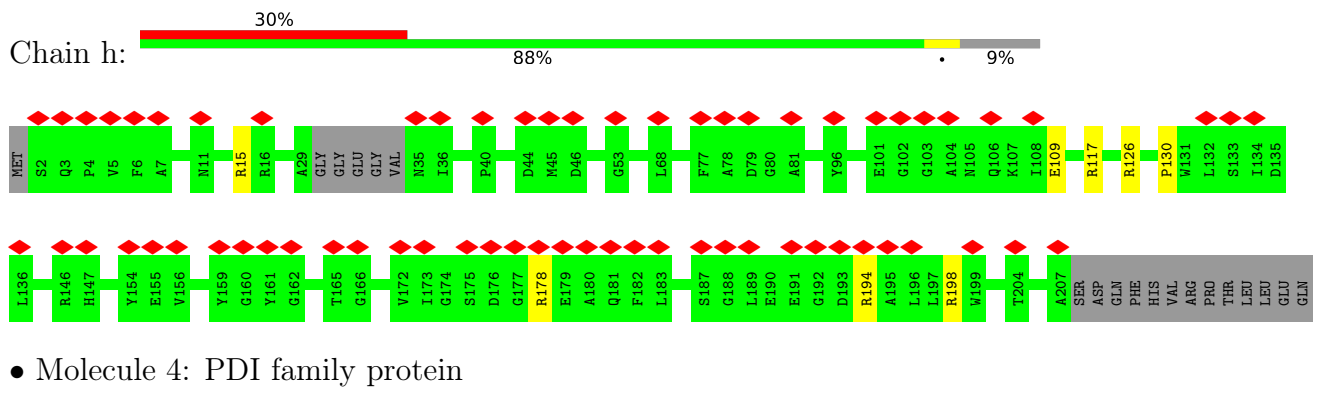 30%
Chain h:
88% • 9%
MET S2 Q3 P4 V5 F6 A7 N11 R15 R16 A29 GLY GLY GLU GLY VAL N35 I36 P40 D44 M45 D46 G53 L68 F77 A78 D79 G80 A81 Y96 E101 G102 G103 A104 N105 Q106 K107 I108 E109 R117 R126 P130 W131 L132 S133 I134 D135
L136 R146 H147 Y154 E155 V156 Y159 G160 Y161 G162 T165 G166 V172 I173 G174 S175 D176 G177 R178 E179 A180 Q181 F182 L183 S187 G188 L189 E190 E191 G192 D193 R194 A195 L196 L197 R198 W199 T204 A207 SER ASP GLN PHE HIS VAL ARG PRO THR LEU LEU GLU GLN
• Molecule 4: PDI family protein